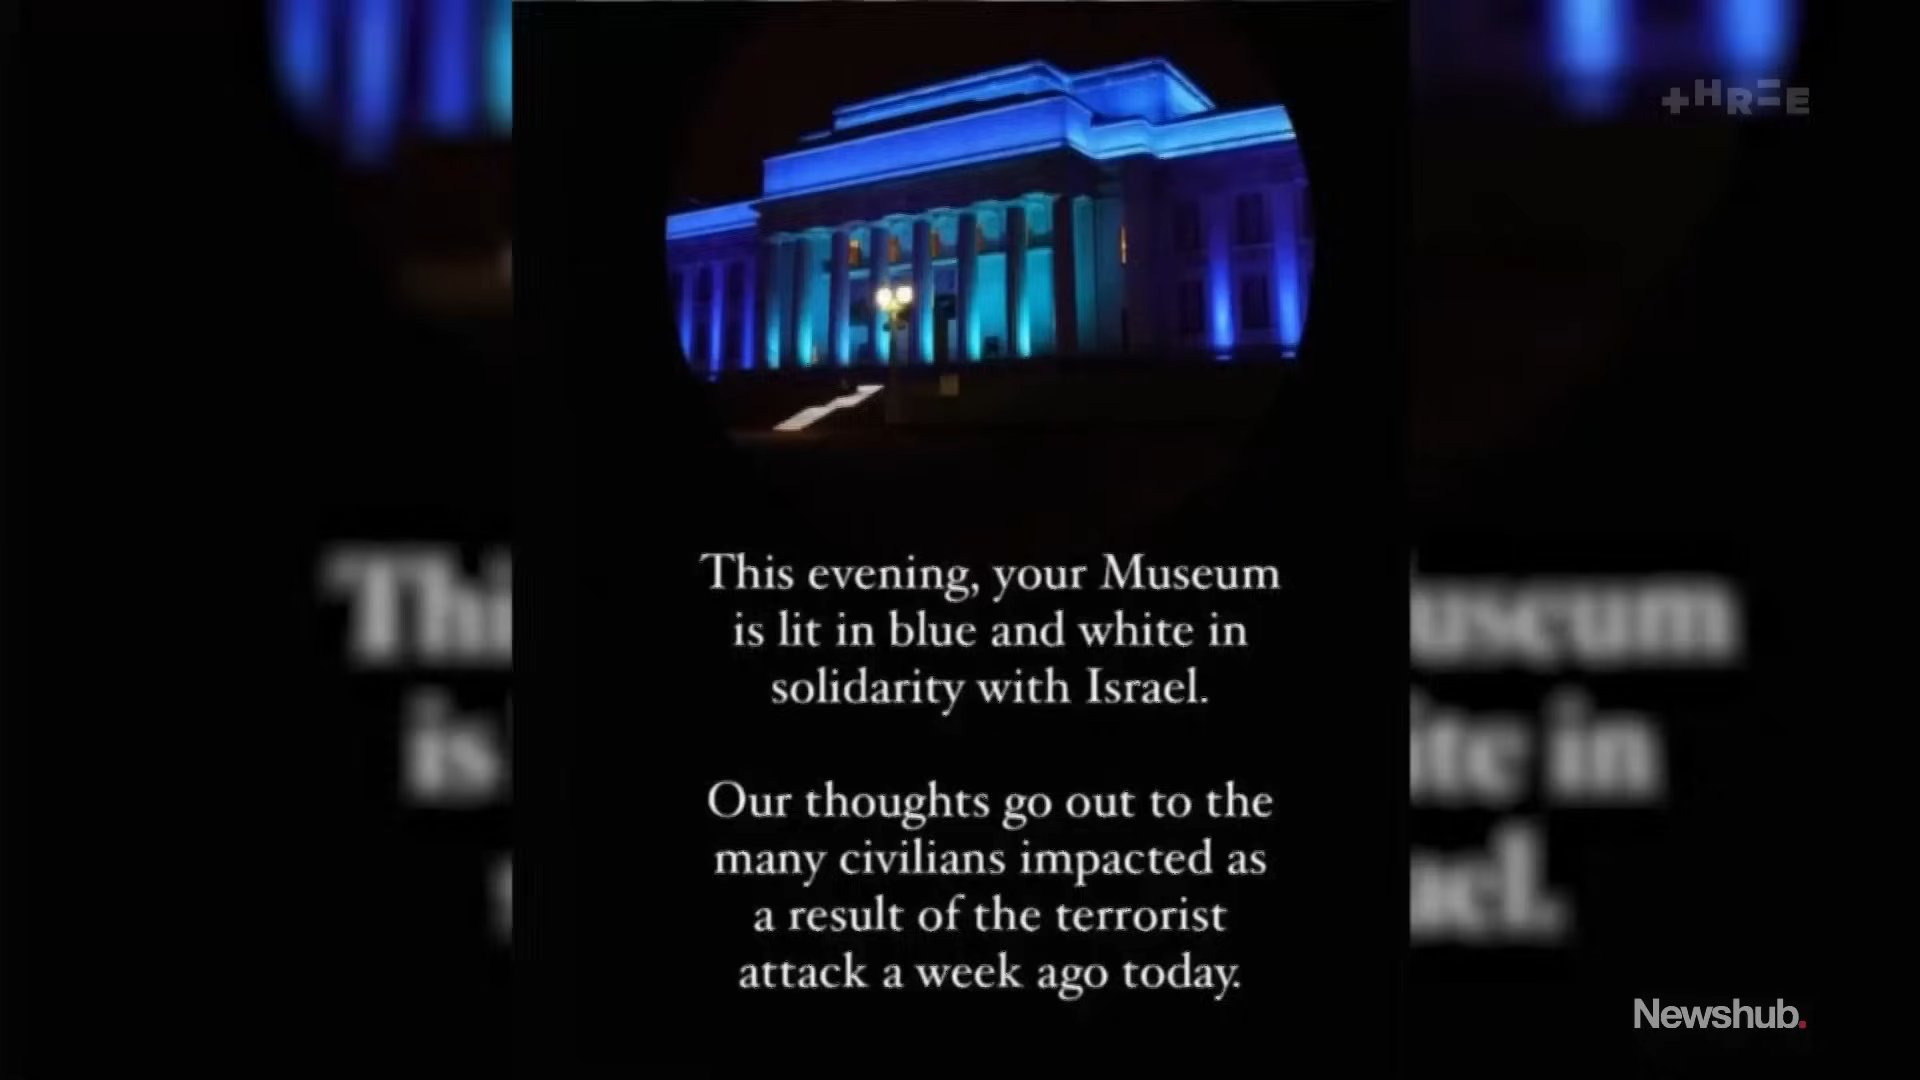 THREE
This evening, your Museum
is lit in blue and white in
solidarity with Israel.
Our thoughts go out to the
many civilians impacted as
a result of the terrorist
attack a week ago today.
Newshub.